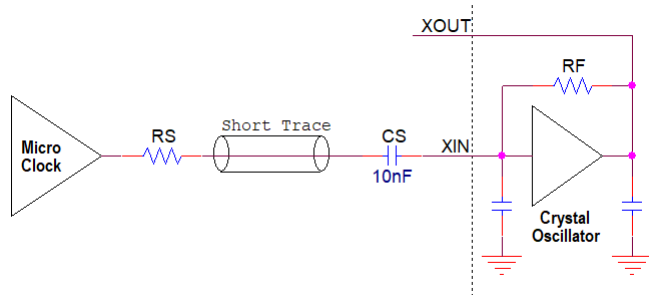 XOUT
RF
Short Trace
RS
CS
Micro
Clock
XIN
10nF
Crystal
Oscillator